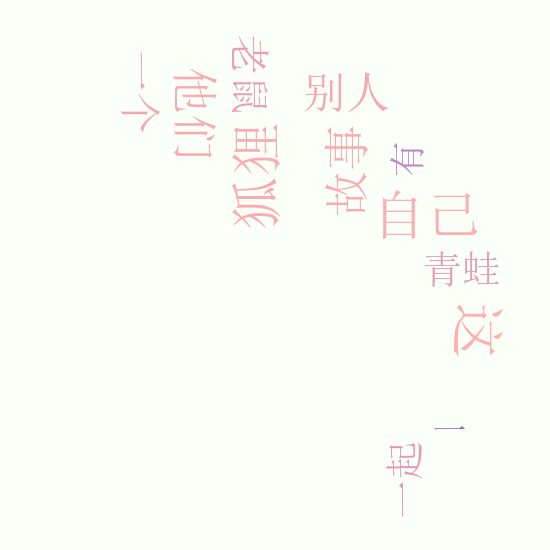 一个
他们
老鼠
狐狸
别人
故事
有
自己
青蛙
这
一
一起